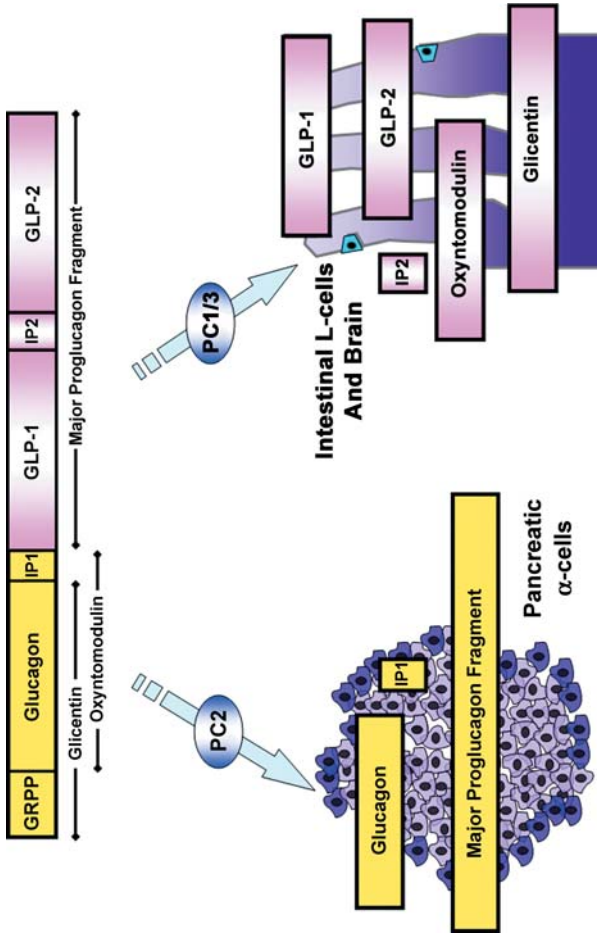 GRPP
Glucagon
IP1
GLP-1
IP2
GLP-2
Glicentin
Oxyntomodulin
Major Proglucagon Fragment
PC2
PC1/3
Glucagon
IP1
Major Proglucagon Fragment
Pancreatic
α-cells
Intestinal L-cells
And Brain
GLP-1
GLP-2
IP2
Oxyntomodulin
Glicentin